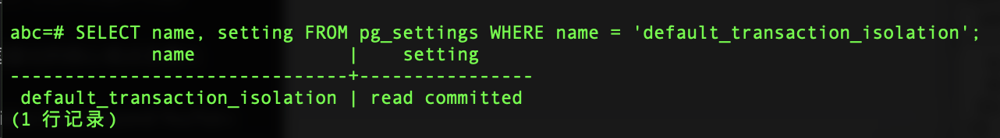 abc=# SELECT name, setting FROM pg_settings WHERE name = 'default_transaction_isolation';
             name              |    setting
-------------------------------+----------------
 default_transaction_isolation | read committed
(1 行记录)